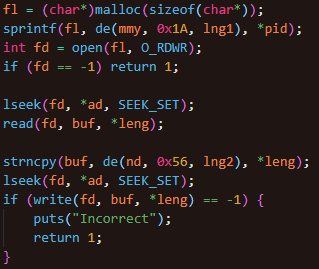 fl = (char*)malloc(sizeof(char*));
sprintf(fl, de(mmy, 0x1A, lng1), *pid);
int fd = open(fl, O_RDWR);
if (fd == -1) return 1;
lseek(fd, *ad, SEEK_SET);
read(fd, buf, *leng);
strncpy(buf, de(nd, 0x56, lng2), *leng);
lseek(fd, *ad, SEEK_SET);
if (write(fd, buf, *leng) == -1) {
    puts("Incorrect");
    return 1;
}